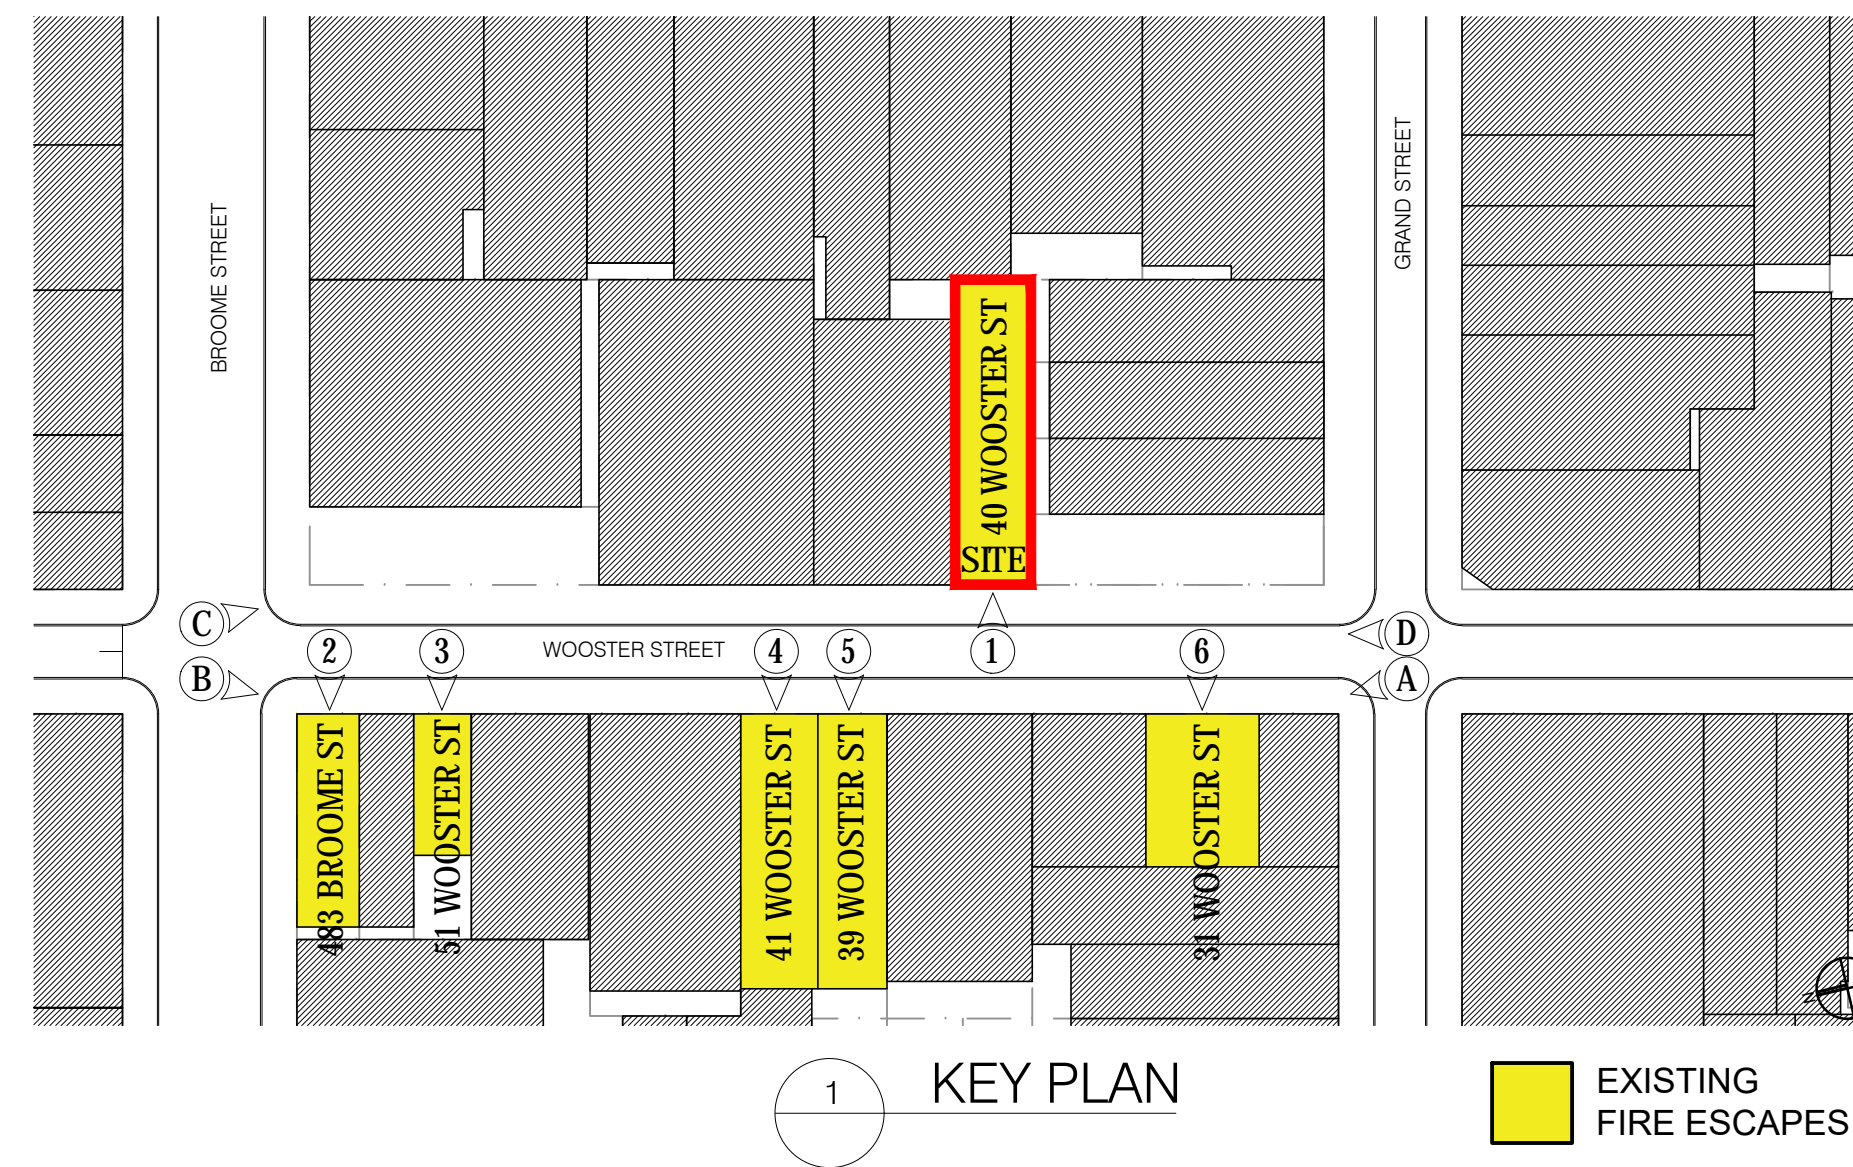 BROOME STREET
GRAND STREET
40 WOOSTER ST
SITE
C
D
2
3
WOOSTER STREET
4
5
1
6
B
A
483 BROOME ST
51 WOOSTER ST
41 WOOSTER ST
39 WOOSTER ST
31 WOOSTER ST
N
1
KEY PLAN
EXISTING
FIRE ESCAPES